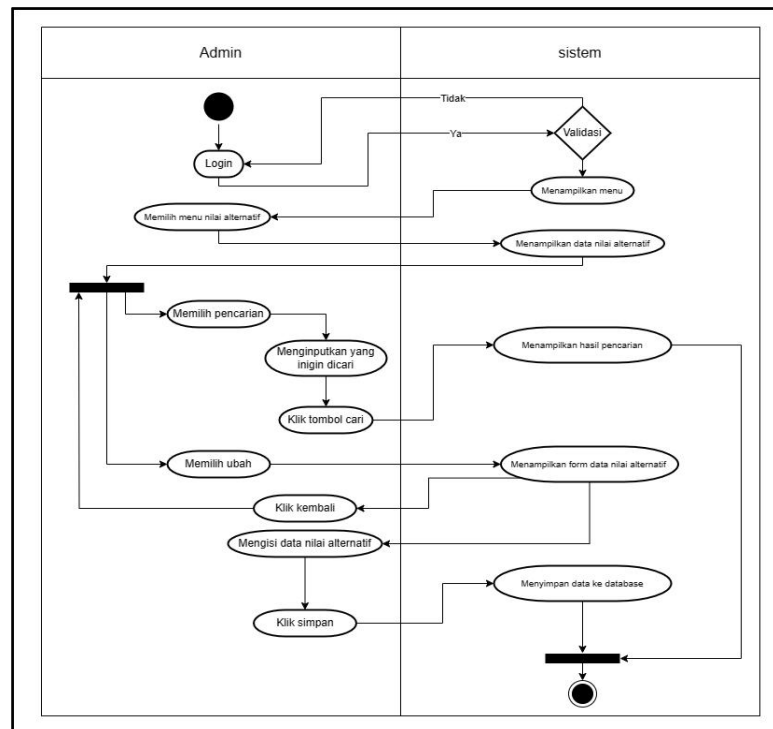 Admin
sistem
Tidak
Ya
Validasi
Login
Menampilkan menu
Memilih menu nilai alternatif
Menampilkan data nilai alternatif
Memilih pencarian
Menginputkan yang
inigin dicari
Menampilkan hasil pencarian
Klik tombol cari
Memilih ubah
Menampilkan form data nilai alternatif
Klik kembali
Mengisi data nilai alternatif
Menyimpan data ke database
Klik simpan